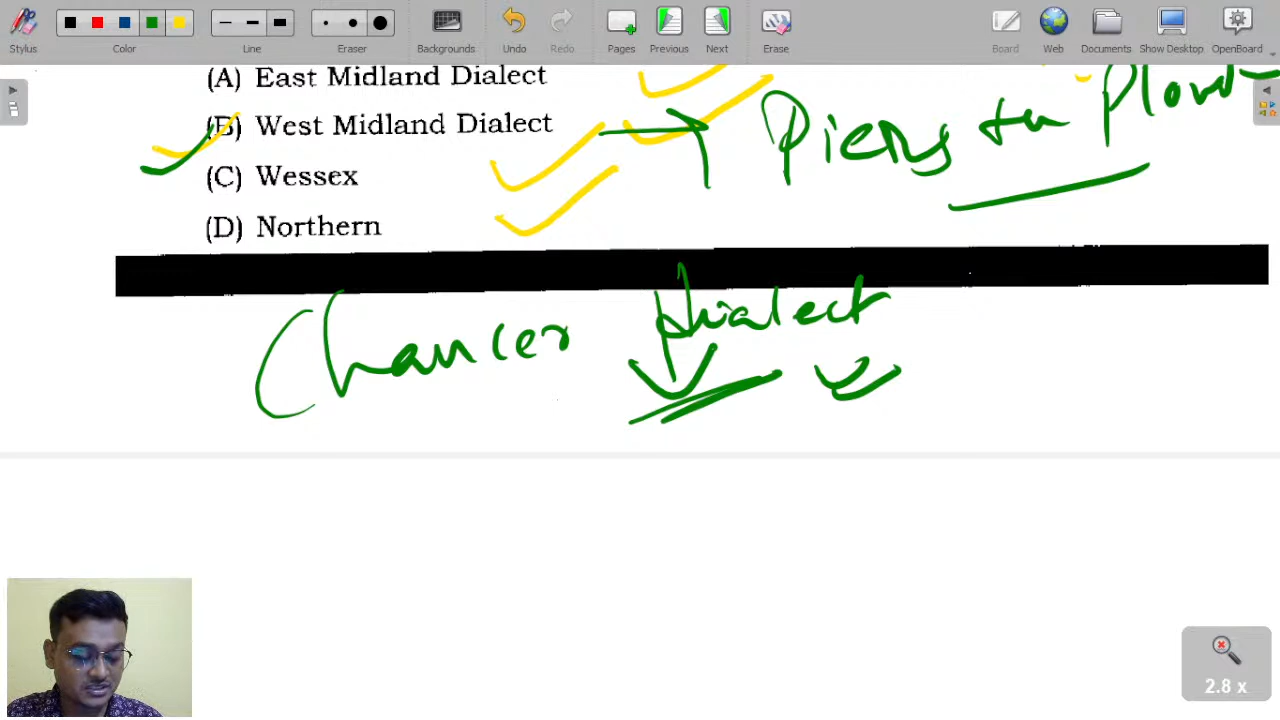 Stylus Color Line Eraser Backgrounds Undo Redo Pages Previous Next Erase Board Web Documents Show Desktop OpenBoard
(A) East Midland Dialect
(B) West Midland Dialect
Piers the Plow-
(C) Wessex
(D) Northern
Chaucer Dialect
2.8 x